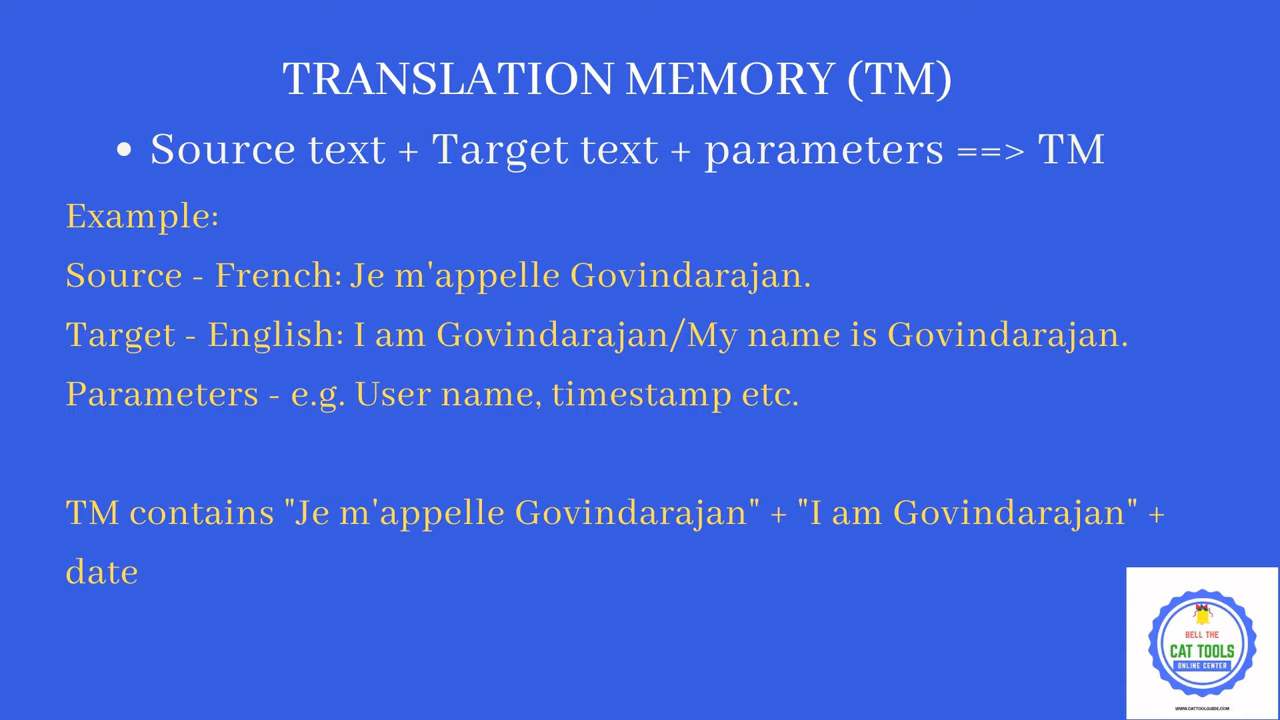 TRANSLATION MEMORY (TM)
• Source text + Target text + parameters ==> TM
Example:
Source - French: Je m'appelle Govindarajan.
Target - English: I am Govindarajan/My name is Govindarajan.
Parameters - e.g. User name, timestamp etc.
TM contains "Je m'appelle Govindarajan" + "I am Govindarajan" +
date
BELL THE
CAT TOOLS
ONLINE CENTER
WWW.CATTOOLGUIDE.COM